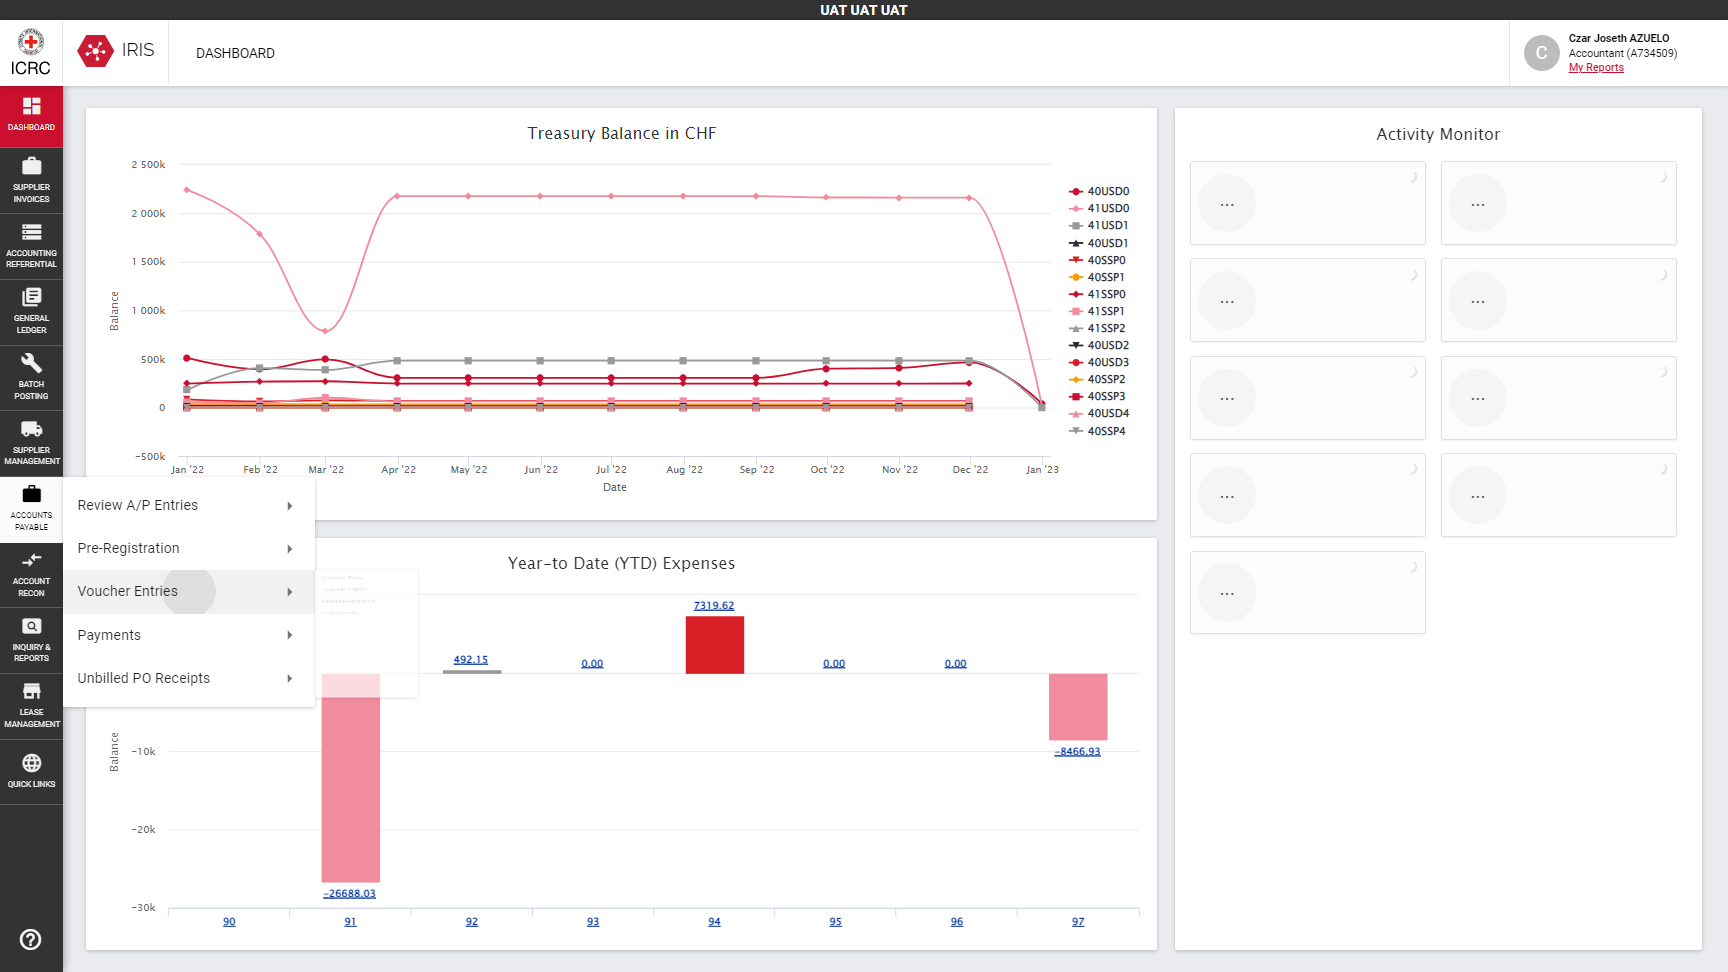 UAT UAT UAT
ICRC
IRIS
DASHBOARD
C
Czar Joseth AZUELO
Accountant (A734509)
My Reports
DASHBOARD
SUPPLIER
INVOICES
ACCOUNTING
REFERENTIAL
GENERAL
LEDGER
BATCH
POSTING
SUPPLIER
MANAGEMENT
ACCOUNTS
PAYABLE
ACCOUNT
RECON
INQUIRY &
REPORTS
LEASE
MANAGEMENT
QUICK LINKS
Treasury Balance in CHF
2 500k
2 000k
1 500k
1 000k
500k
0
-500k
Balance
Jan '22
Feb '22
Mar '22
Apr '22
May '22
Jun '22
Jul '22
Aug '22
Sep '22
Oct '22
Nov '22
Dec '22
Jan '23
Date
40USD0
41USD0
41USD1
40USD1
40SSP0
40SSP1
41SSP0
41SSP1
41SSP2
40USD2
40USD3
40SSP2
40SSP3
40USD4
40SSP4
Review A/P Entries
Pre-Registration
Voucher Entries
Payments
Unbilled PO Receipts
Year-to Date (YTD) Expenses
7319.62
492.15
0.00
0.00
0.00
-8466.93
-26688.03
Balance
-10k
-20k
-30k
90
91
92
93
94
95
96
97
Activity Monitor
...
...
...
...
...
...
...
...
...